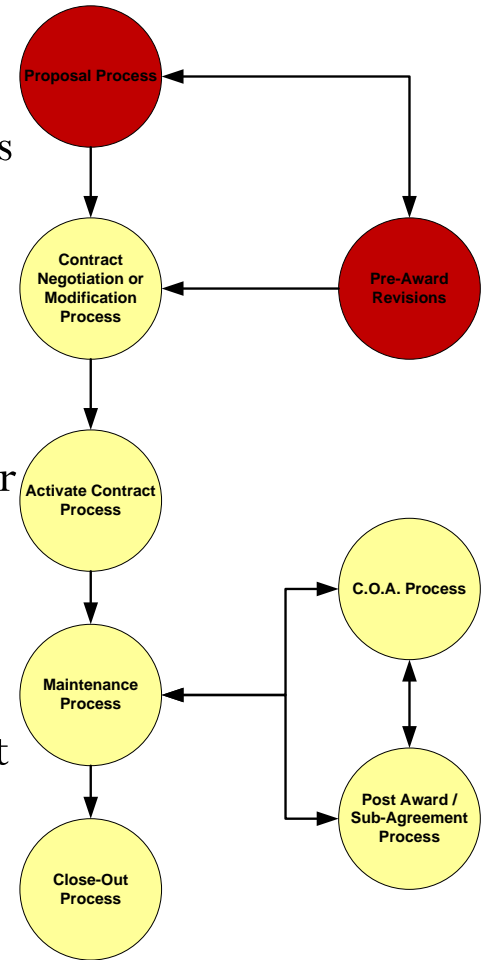 Proposal Process
s
Contract
Negotiation or
Modification
Process
Pre-Award
Revisions
r
Activate Contract
Process
C.O.A. Process
Maintenance
Process
t
Post Award /
Sub-Agreement
Process
Close-Out
Process